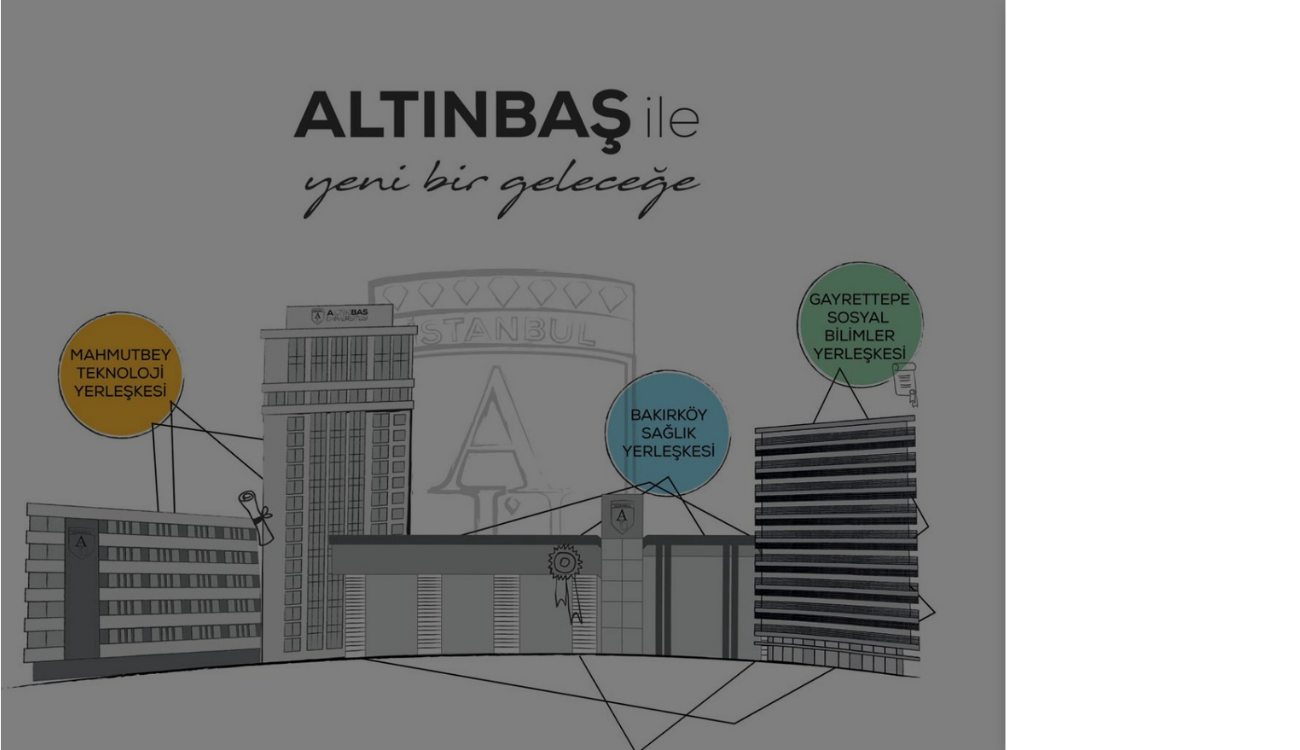 ALTINBAŞ ile
yeni bir geleceğe
GAYRETTEPE
SOSYAL
BİLİMLER
YERLEŞKESİ
MAHMUTBEY
TEKNOLOJİ
YERLEŞKESİ
İSTANBUL
A
BAKIRKÖY
SAĞLIK
YERLEŞKESİ
A
A